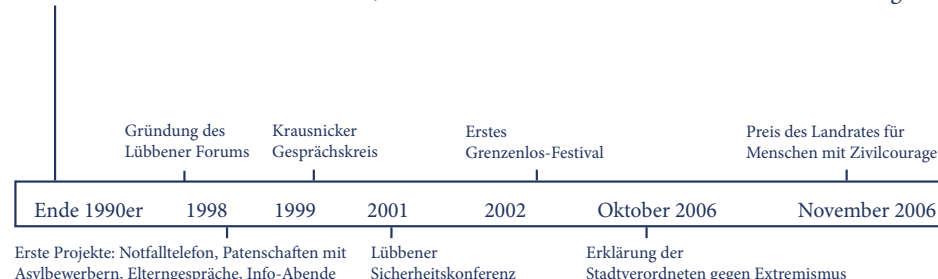 Gründung des
Lübbener Forums
Krausnicker
Gesprächskreis
Erstes
Grenzenlos-Festival
Preis des Landrates für
Menschen mit Zivilcourage
Ende 1990er 1998 1999 2001 2002 Oktober 2006 November 2006
Erste Projekte: Notfalltelefon, Patenschaften mit
Asylbewerbern, Elterngespräche, Info-Abende
Lübbener
Sicherheitskonferenz
Erklärung der
Stadtverordneten gegen Extremismus